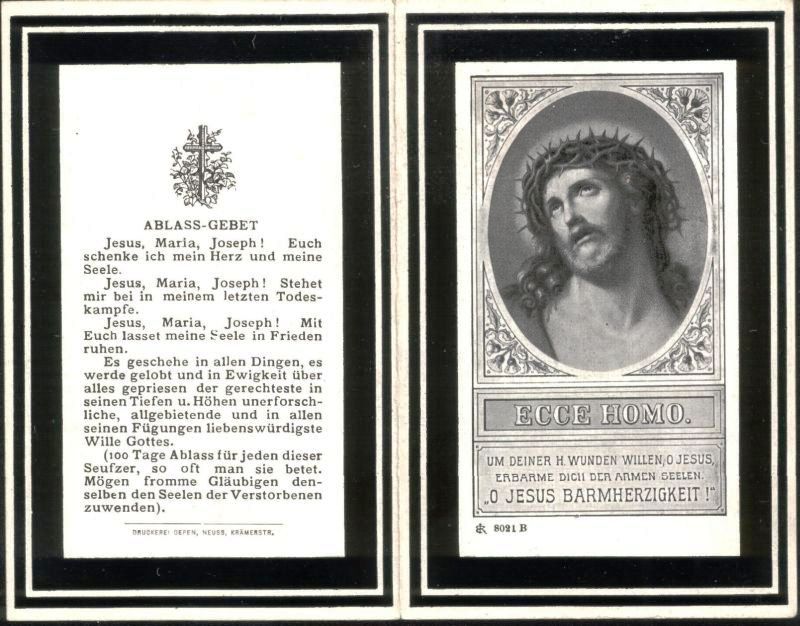 ABLASS-GEBET
Jesus, Maria, Joseph! Euch
schenke ich mein Herz und meine
Seele.
Jesus, Maria, Joseph! Stehet
mir bei in meinem letzten Todes-
kampfe.
Jesus, Maria, Joseph! Mit
Euch lasset meine Seele in Frieden
ruhen.
Es geschehe in allen Dingen, es
werde gelobt und in Ewigkeit über
alles gepriesen der gerechteste in
seinen Tiefen u. Höhen unerforsch-
liche, allgebietende und in allen
seinen Fügungen liebenswürdigste
Wille Gottes.
(100 Tage Ablass für jeden dieser
Seufzer, so oft man sie betet.
Mögen fromme Gläubigen den-
selben den Seelen der Verstorbenen
zuwenden).
DRUCKEREI GEFEN, NEUSS, KRÄMERSTR.
ECCE HOMO.
UM DEINER H. WUNDEN WILLEN, O JESUS,
ERBARME DICH DER ARMEN SEELEN.
„O JESUS BARMHERZIGKEIT!"
8021 B